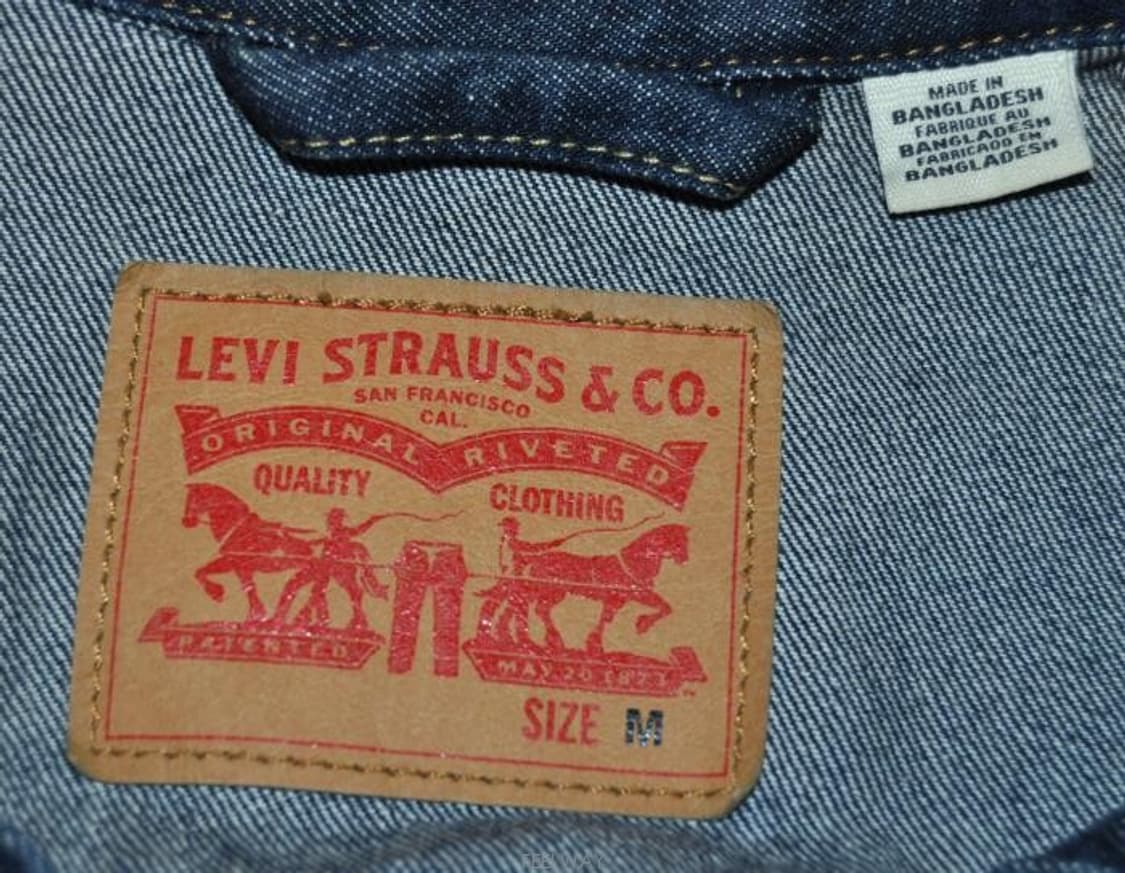 MADE IN
BANGLADESH
FABRIQUE AU
BANGLADESH
FABRICADO EN
BANGLADESH
LEVI STRAUSS & CO.
SAN FRANCISCO
CAL.
ORIGINAL RIVETED
QUALITY CLOTHING
PATENTED MAY 20 1873
SIZE M
FEELWAY